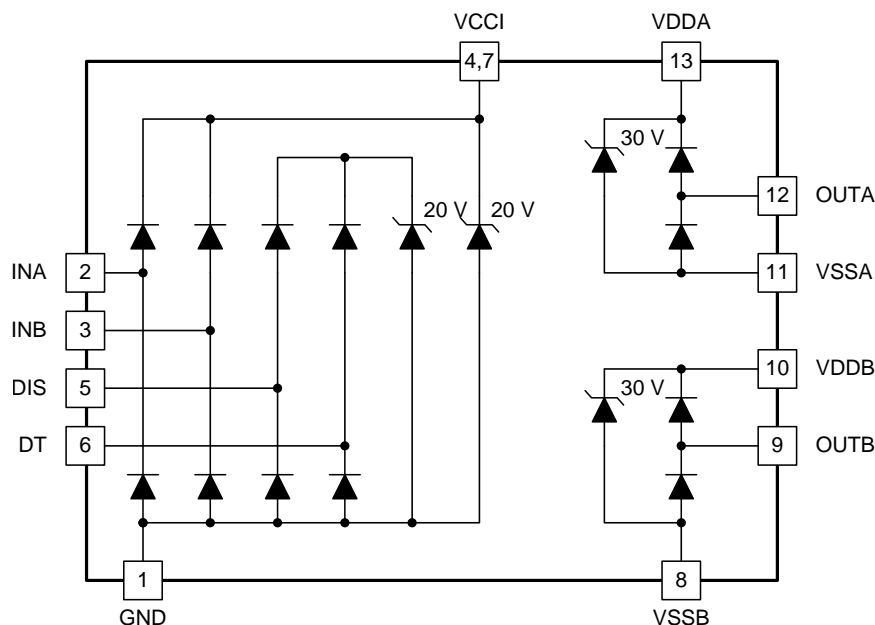 VCCI
VDDA
4,7
13
30 V
20 V
20 V
12
OUTA
INA
2
11
VSSA
INB
3
10
VDDB
DIS
5
30 V
DT
6
9
OUTB
1
8
GND
VSSB